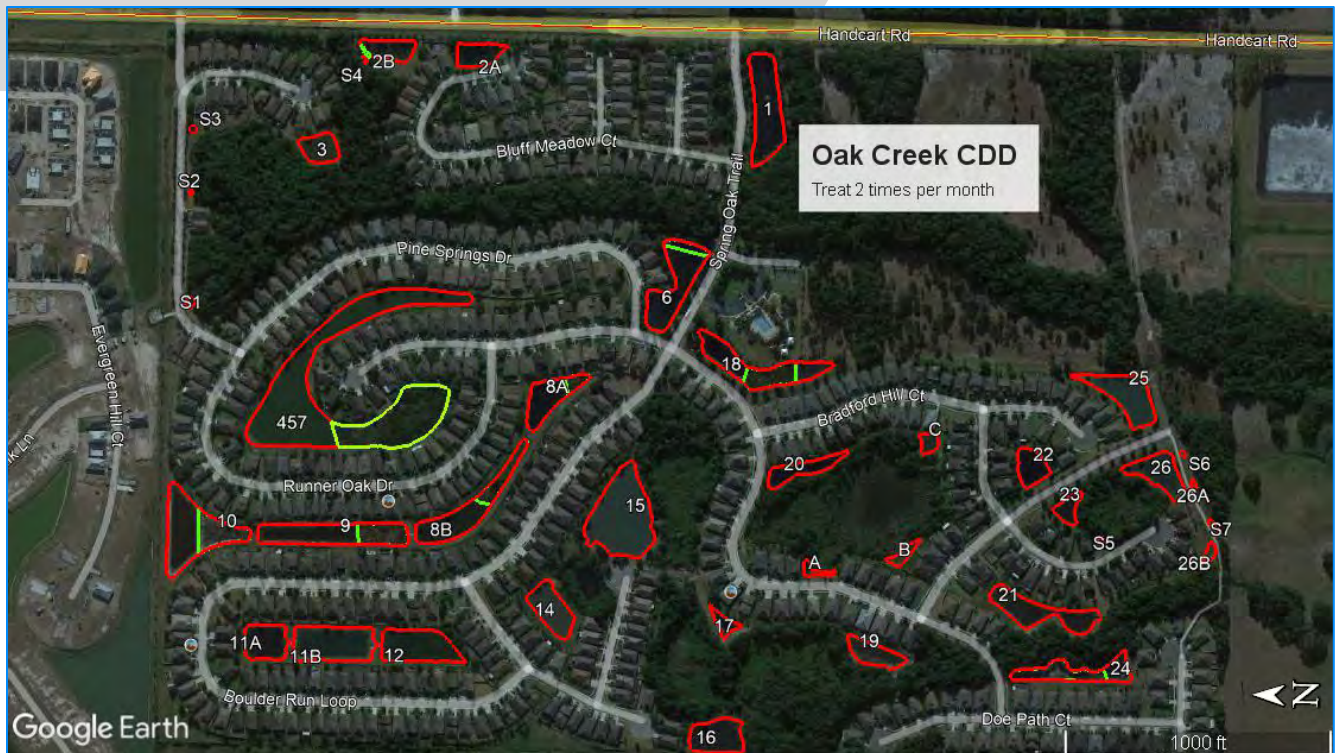 Handcart Rd
Handcart Rd
2B
2A
S4
1
S3
3
Bluff Meadow Ct
Oak Creek CDD
Treat 2 times per month
S2
Spring Oak Trail
Pine Springs Dr
6
S1
Evergreen Hill Ct
18
8A
25
457
Bradford Hill Ct
C
20
22
26
S6
Runner Oak Dr
15
23
26A
10
9
8B
S7
S5
B
A
26B
14
21
17
11A
11B
12
19
24
Boulder Run Loop
16
Doe Path Ct
N
Google Earth
1000 ft